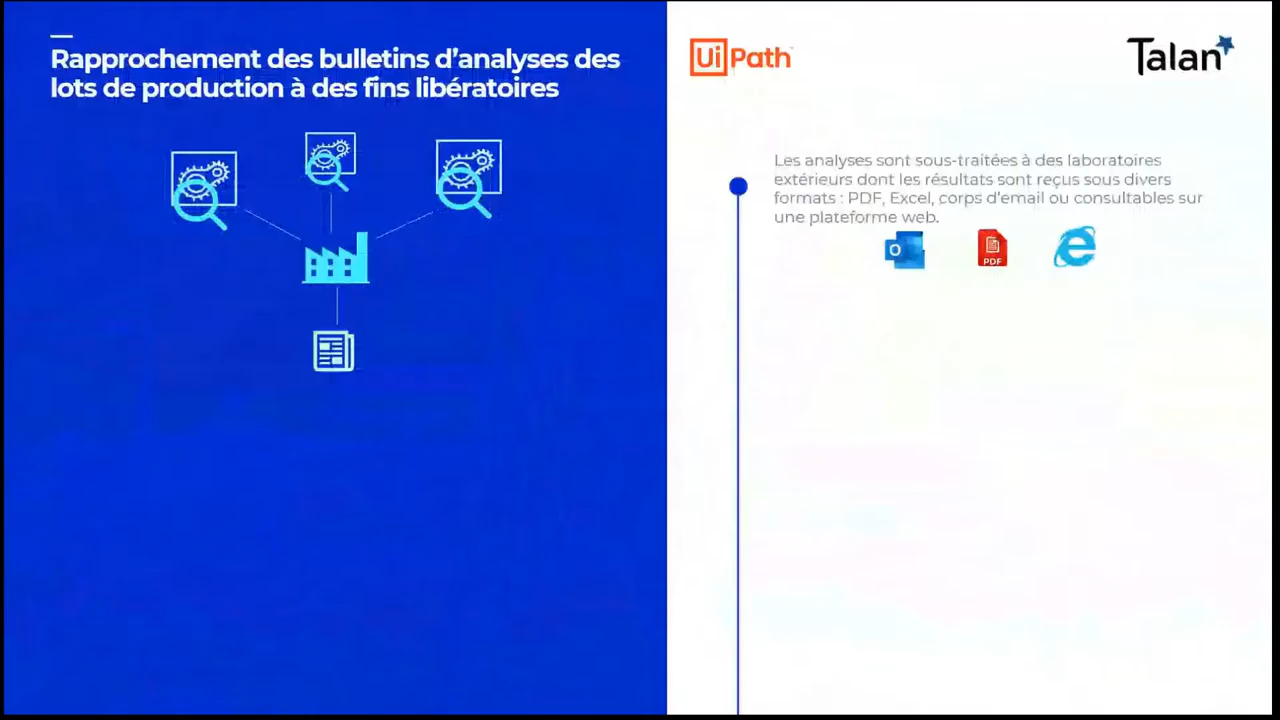 Rapprochement des bulletins d’analyses des
lots de production à des fins libératoires
UiPath
Talan
Les analyses sont sous-traitées à des laboratoires
extérieurs dont les résultats sont reçus sous divers
formats : PDF, Excel, corps d'email ou consultables sur
une plateforme web.
PDF